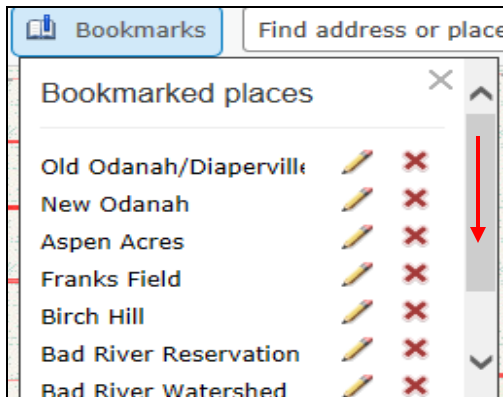 Bookmarks
Find address or place
Bookmarked places
Old Odanah/Diaperville
New Odanah
Aspen Acres
Franks Field
Birch Hill
Bad River Reservation
Bad River Watershed